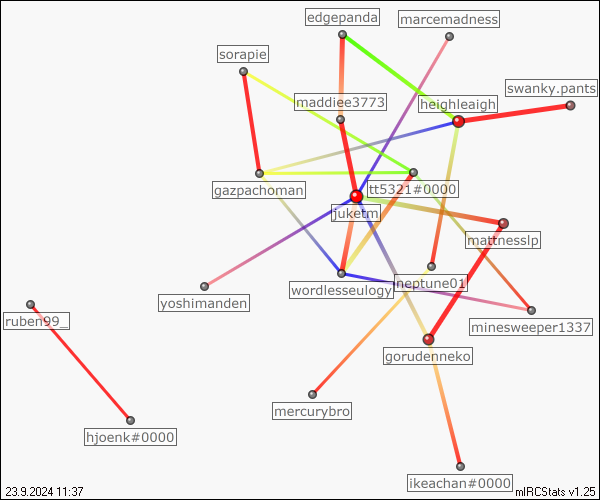 edgepanda
marcemadness
sorapie
swanky.pants
maddiee3773
heighleaigh
gazpachoman
tt5321#0000
juketm
mattnesslp
neptune01
wordlesseulogy
yoshimanden
ruben99_
minesweeper1337
gorudenneko
mercurybro
hjoenk#0000
ikeachan#0000
23.9.2024 11:37
mIRCStats v1.25